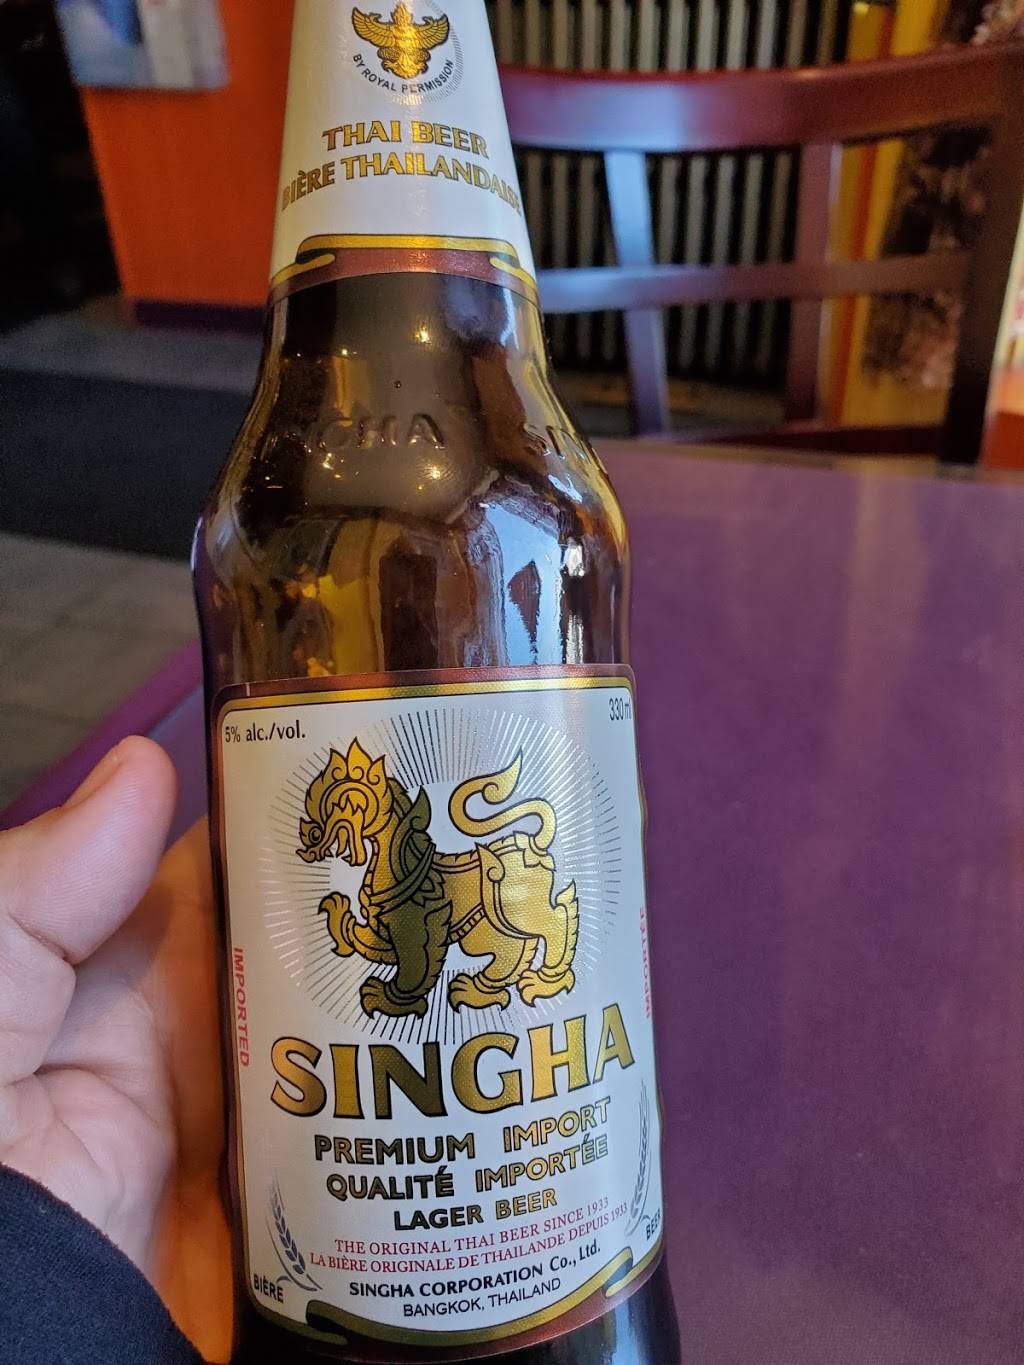 BY ROYAL PERMISSION
THAI BEER
BIÈRE THAILANDAISE
5% alc./vol.
330 ml
IMPORTED
IMPORTÉE
SINGHA
PREMIUM IMPORT
QUALITÉ IMPORTÉE
LAGER BEER
THE ORIGINAL THAI BEER SINCE 1933
LA BIÈRE ORIGINALE DE THAILANDE DEPUIS 1933
SINGHA CORPORATION Co., Ltd.
BANGKOK, THAILAND
BIÈRE
BEER